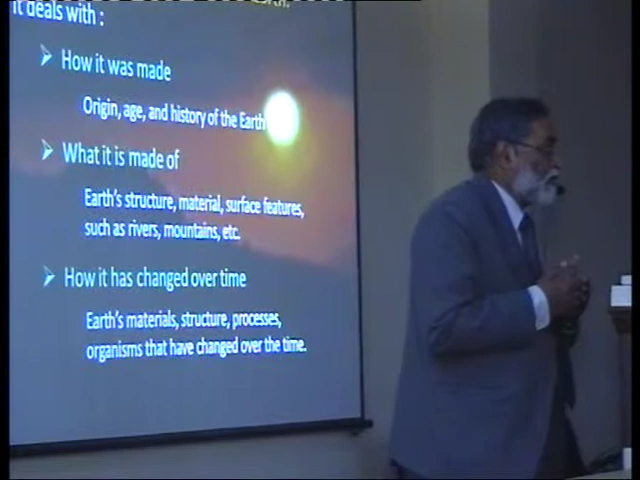 It deals with :
How it was made
Origin, age, and history of the Earth
What it is made of
Earth's structure, material, surface features,
such as rivers, mountains, etc.
How it has changed over time
Earth's materials, structure, processes,
organisms that have changed over the time.